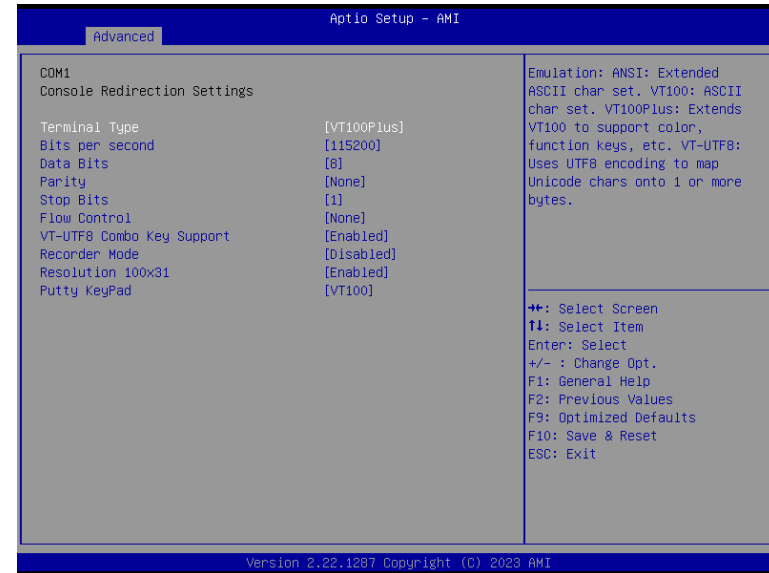 Aptio Setup – AMI
Advanced
COM1
Console Redirection Settings
Terminal Type [VT100Plus]
Bits per second [115200]
Data Bits [8]
Parity [None]
Stop Bits [1]
Flow Control [None]
VT-UTF8 Combo Key Support [Enabled]
Recorder Mode [Disabled]
Resolution 100x31 [Enabled]
Putty KeyPad [VT100]
Emulation: ANSI: Extended
ASCII char set. VT100: ASCII
char set. VT100Plus: Extends
VT100 to support color,
function keys, etc. VT-UTF8:
Uses UTF8 encoding to map
Unicode chars onto 1 or more
bytes.
→←: Select Screen
↑↓: Select Item
Enter: Select
+/- : Change Opt.
F1: General Help
F2: Previous Values
F9: Optimized Defaults
F10: Save & Reset
ESC: Exit
Version 2.22.1287 Copyright (C) 2023 AMI